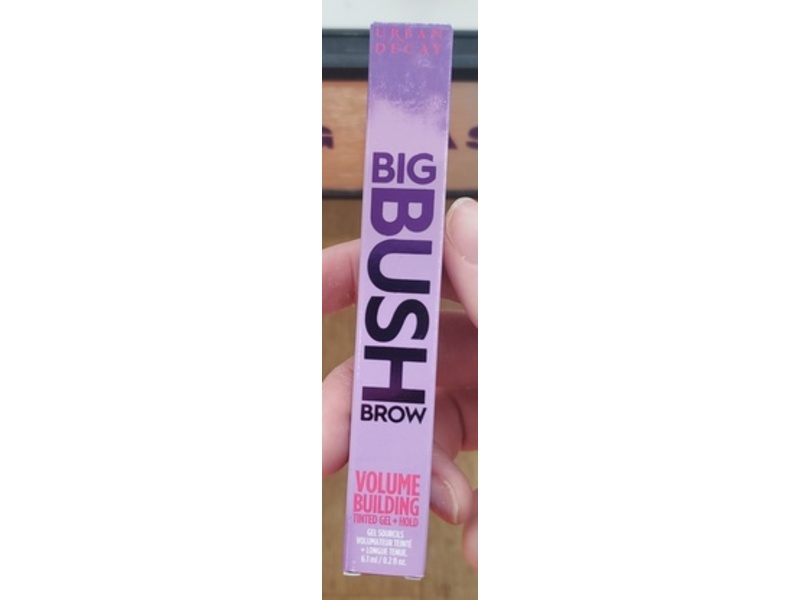 URBAN
DECAY
BIG
BUSH
BROW
VOLUME
BUILDING
TINTED GEL + HOLD
GEL SOURCILS
VOLUMATEUR TEINTÉ
+ LONGUE TENUE.
6.1 ml / 0.2 fl oz.